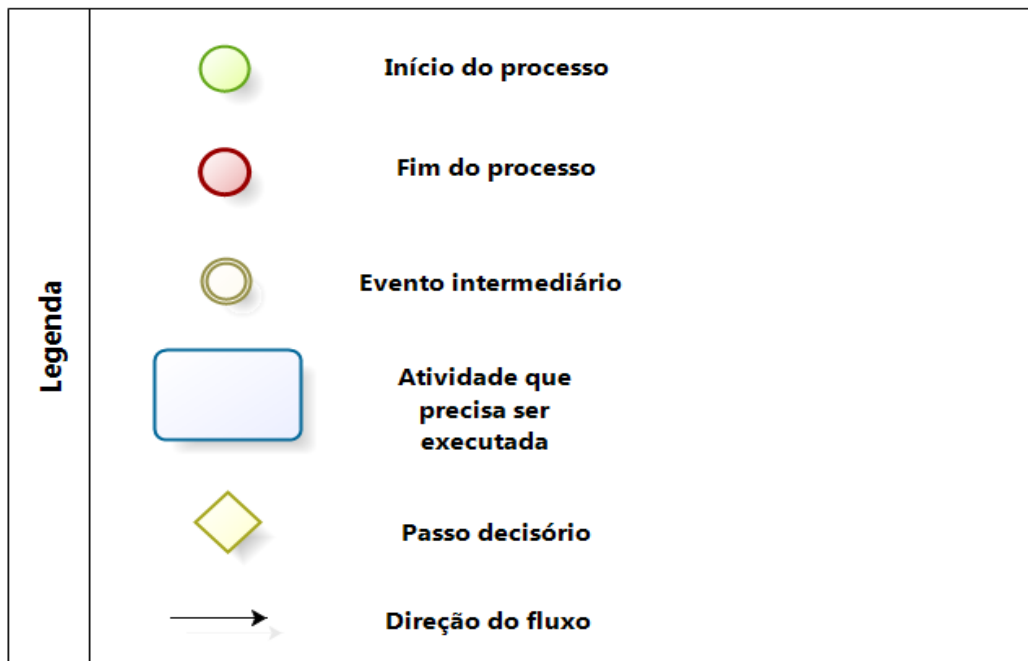 Legenda
Início do processo
Fim do processo
Evento intermediário
Atividade que
precisa ser
executada
Passo decisório
Direção do fluxo